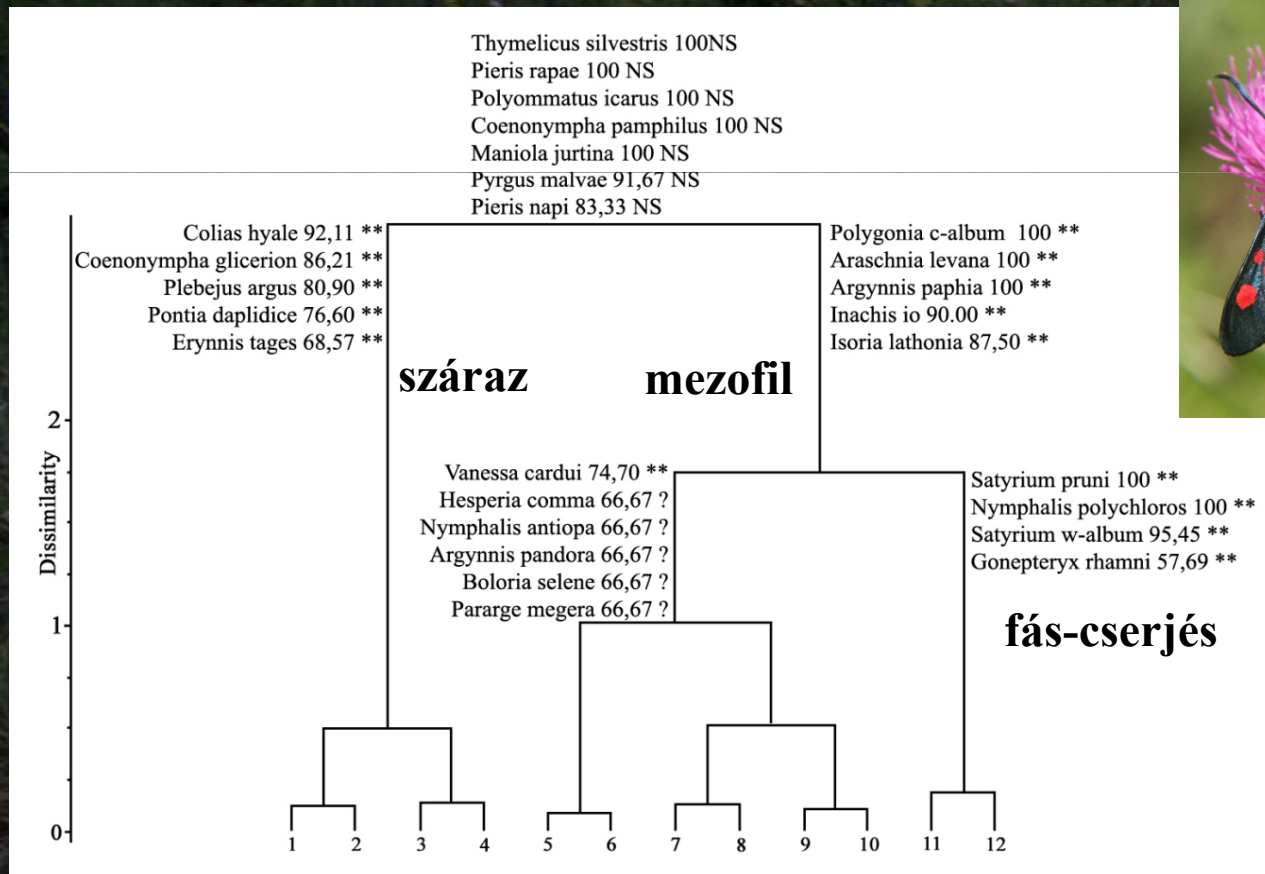 Thymelicus silvestris 100NS
Pieris rapae 100 NS
Polyommatus icarus 100 NS
Coenonympha pamphilus 100 NS
Maniola jurtina 100 NS
Pyrgus malvae 91,67 NS
Pieris napi 83,33 NS
Colias hyale 92,11 **
Coenonympha glicerion 86,21 **
Plebejus argus 80,90 **
Pontia daplidice 76,60 **
Erynnis tages 68,57 **
Polygonia c-album 100 **
Araschnia levana 100 **
Argynnis paphia 100 **
Inachis io 90.00 **
Isoria lathonia 87,50 **
száraz
mezofil
Vanessa cardui 74,70 **
Hesperia comma 66,67 ?
Nymphalis antiopa 66,67 ?
Argynnis pandora 66,67 ?
Boloria selene 66,67 ?
Pararge megera 66,67 ?
Satyrium pruni 100 **
Nymphalis polychloros 100 **
Satyrium w-album 95,45 **
Gonepteryx rhamni 57,69 **
fás-cserjés
Dissimilarity
2
1
0
1 2 3 4 5 6 7 8 9 10 11 12